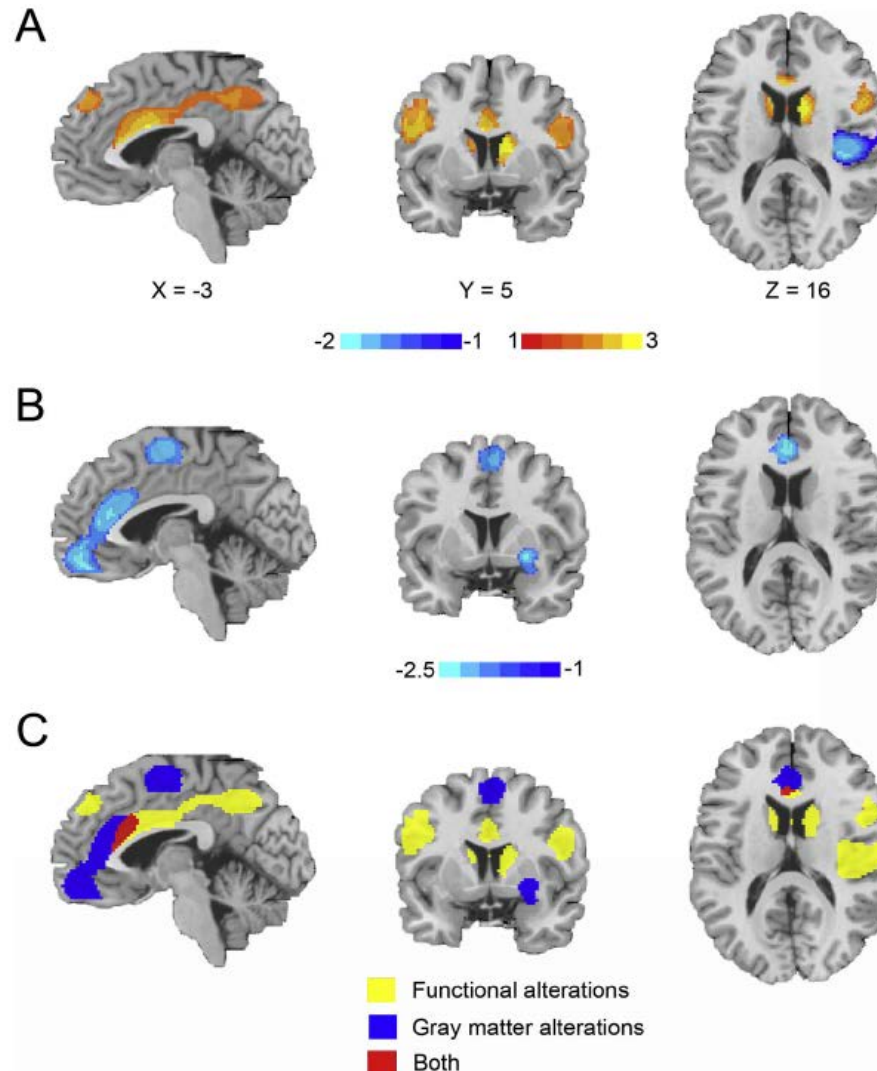 A
X = -3 Y = 5 Z = 16
-2 -1 1 3
B
-2.5 -1
C
Functional alterations
Gray matter alterations
Both